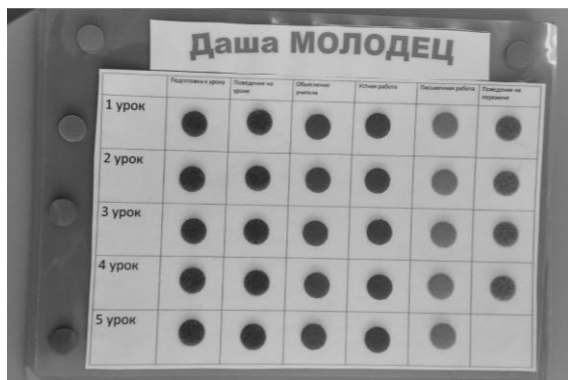 Даша МОЛОДЕЦ
Подготовка к уроку Поведение на уроке Объяснение учителя Устная работа Письменная работа Поведение на перемене
1 урок
2 урок
3 урок
4 урок
5 урок